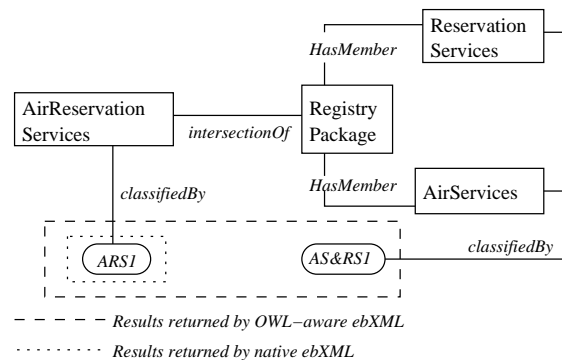 Reservation
Services
HasMember
AirReservation
Services
intersectionOf
Registry
Package
HasMember
AirServices
classifiedBy
ARS1
AS&RS1
classifiedBy
Results returned by OWL-aware ebXML
Results returned by native ebXML